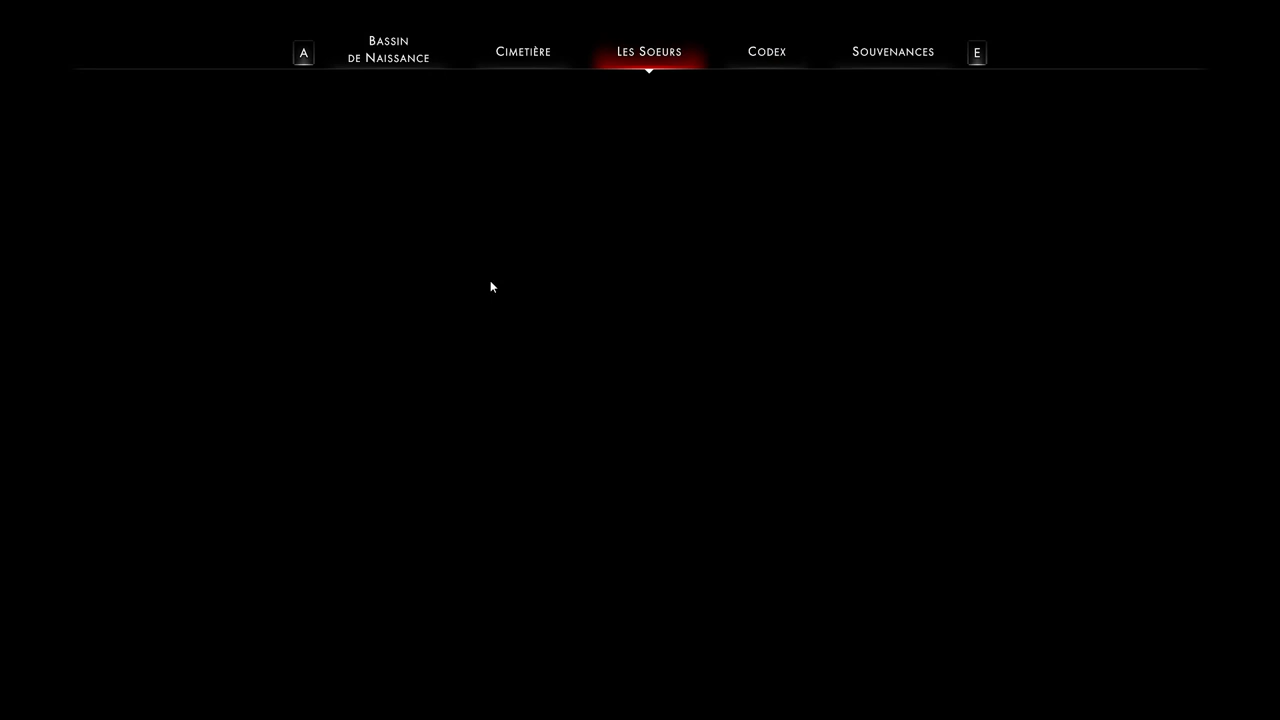 A
Bassin
de Naissance
Cimetière
Les Soeurs
Codex
Souvenances
E